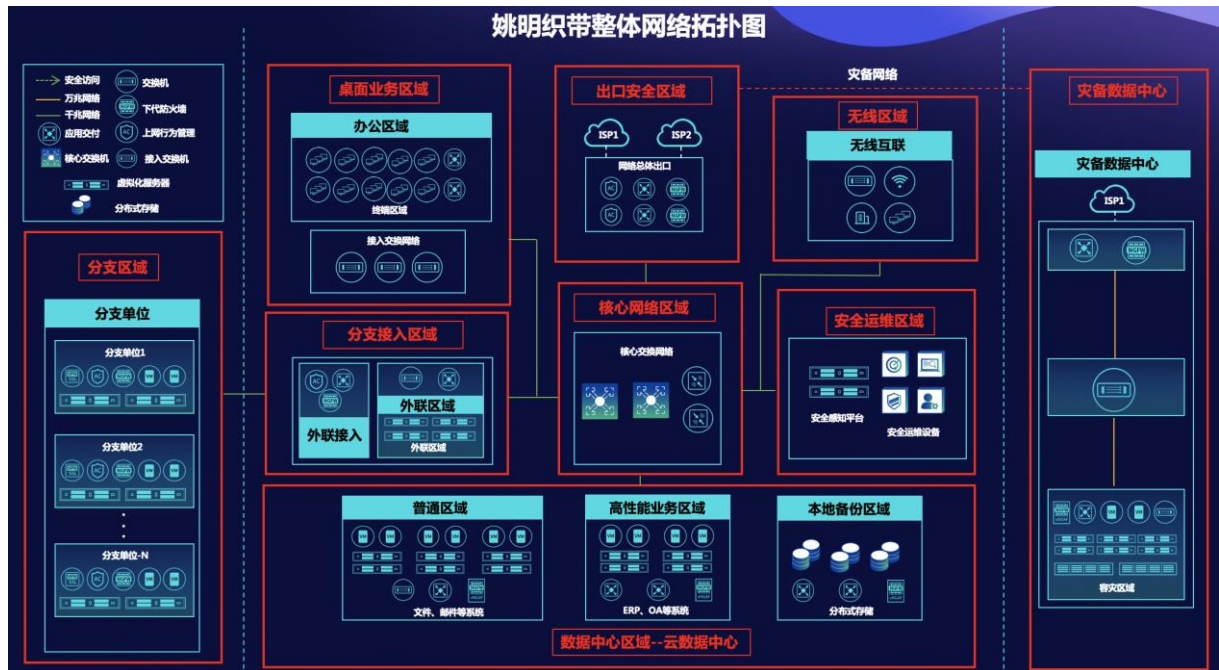 姚明织带整体网络拓扑图
安全访问
交换机
万兆网络
千兆网络
下代防火墙
应用交付
上网行为管理
核心交换机
接入交换机
虚拟化服务器
分布式存储
分支区域
分支单位
分支单位1
分支单位2
分支单位-N
桌面业务区域
办公区域
终端区域
接入交换网络
分支接入区域
外联接入
外联区域
外联区域
出口安全区域
ISP1
ISP2
网络总体出口
灾备网络
无线区域
无线互联
核心网络区域
核心交换网络
安全运维区域
安全感知平台
安全运维设备
普通区域
VM VM VM VM VM VM
文件、邮件等系统
高性能业务区域
VM VM VM VM
ERP、OA等系统
本地备份区域
分布式存储
数据中心区域--云数据中心
灾备数据中心
灾备数据中心
ISP1
容灾区域